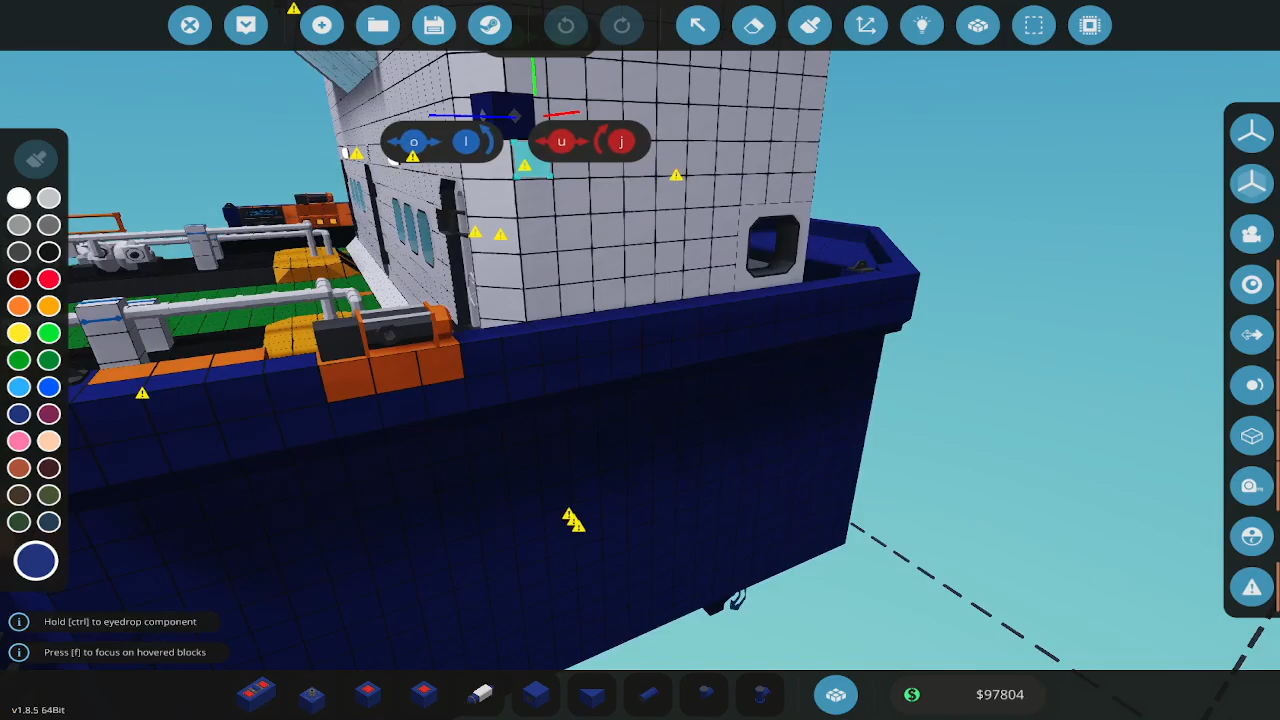 o
l
u
j
Hold [ctrl] to eyedrop component
Press [f] to focus on hovered blocks
v1.8.5 64Bit
$
$97804